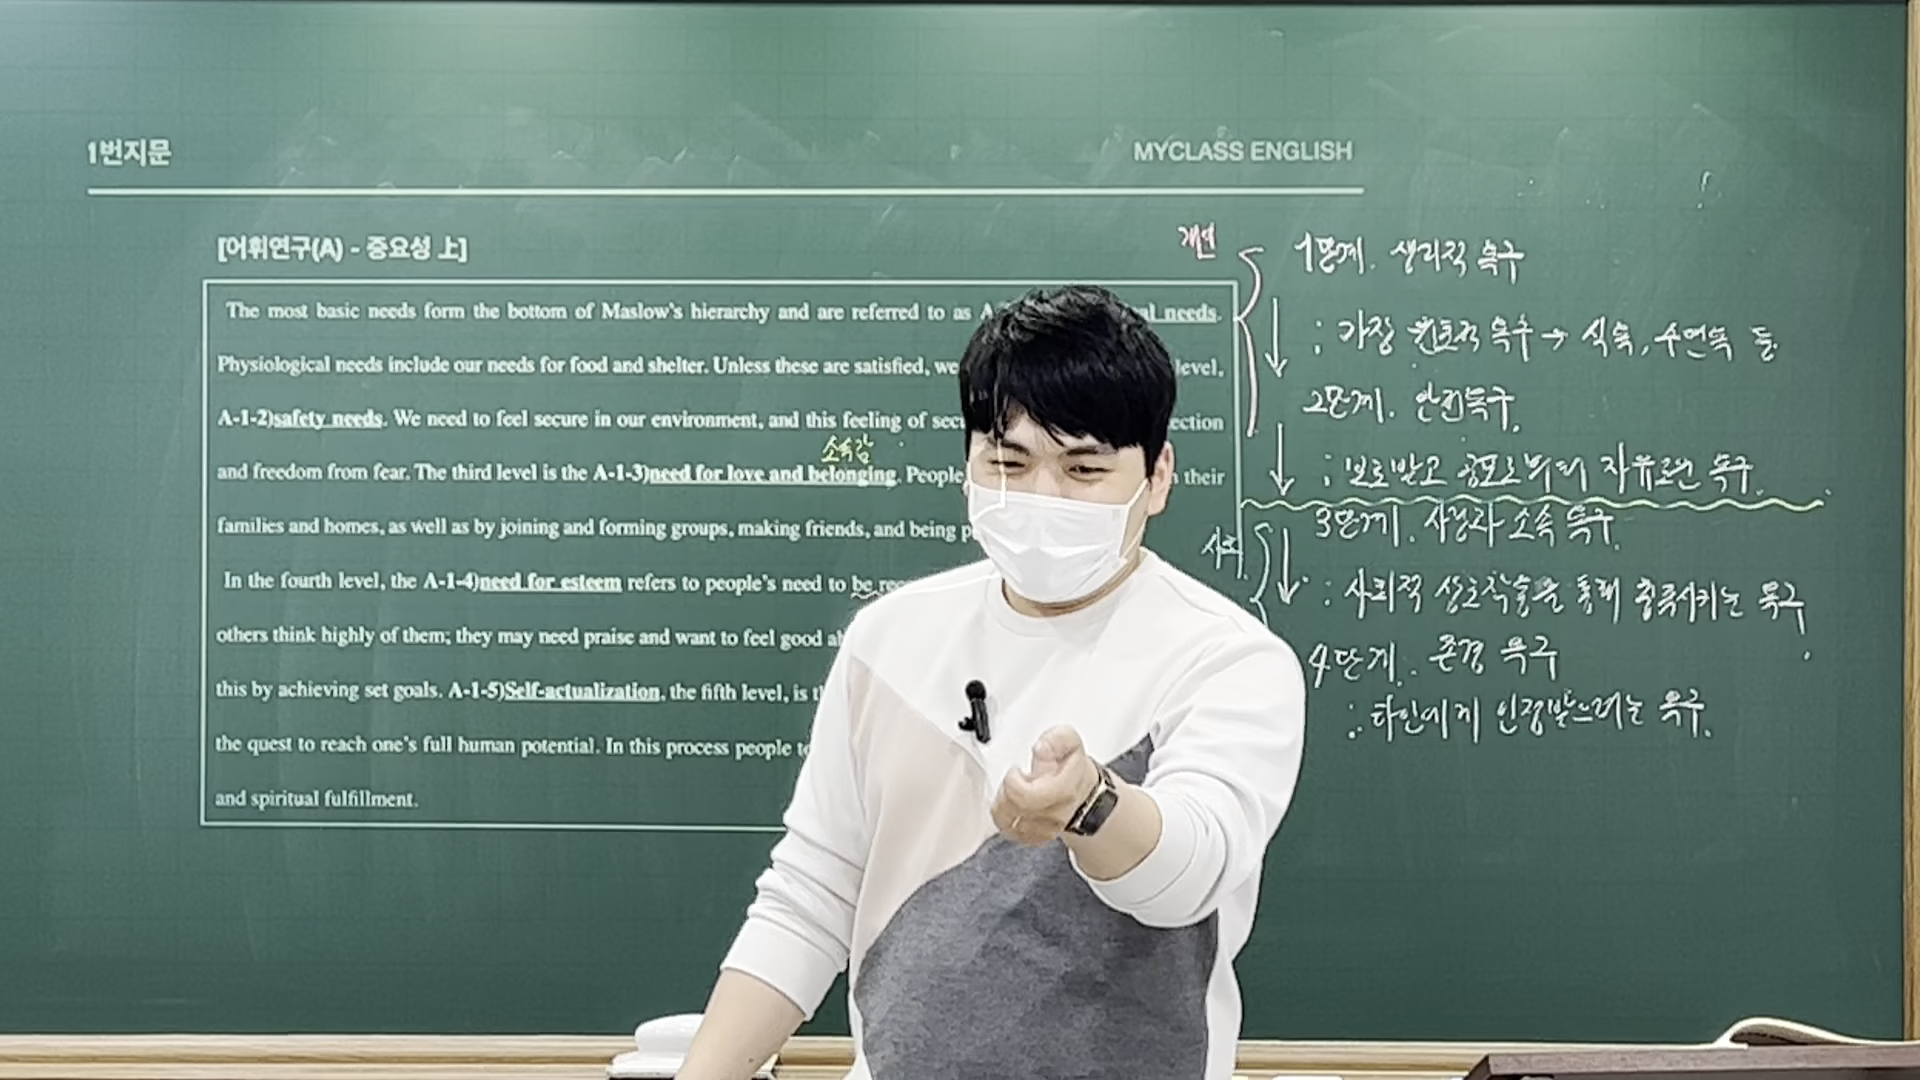 1번지문
MYCLASS ENGLISH
[어휘연구(A) - 중요성 上]
The most basic needs form the bottom of Maslow's hierarchy and are referred to as needs.
Physiological needs include our needs for food and shelter. Unless these are satisfied, we level,
A-1-2)safety needs. We need to feel secure in our environment, and this feeling of
소속감
and freedom from fear. The third level is the A-1-3)need for love and belonging. People their
families and homes, as well as by joining and forming groups, making friends, and being
In the fourth level, the A-1-4)need for esteem refers to people's need to be
others think highly of them; they may need praise and want to feel good
this by achieving set goals. A-1-5)Self-actualization, the fifth level, is
the quest to reach one's full human potential. In this process people
and spiritual fulfillment.
개인
1단계. 생리적 욕구
: 가장 원초적 욕구 → 식욕, 수면욕 등
2단계. 안전욕구.
: 보호받고 공포로부터 자유로운 욕구.
사회
3단계. 사랑과 소속 욕구.
: 사회적 상호작용을 통해 충족시키는 욕구.
4단계. 존경 욕구
: 타인에게 인정받으려는 욕구.